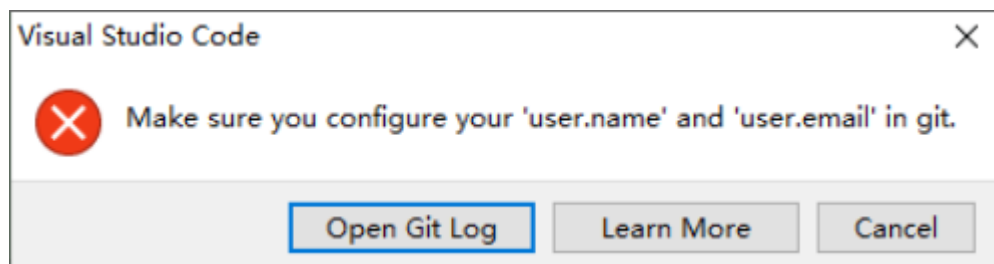 Visual Studio Code
Make sure you configure your 'user.name' and 'user.email' in git.
Open Git Log
Learn More
Cancel